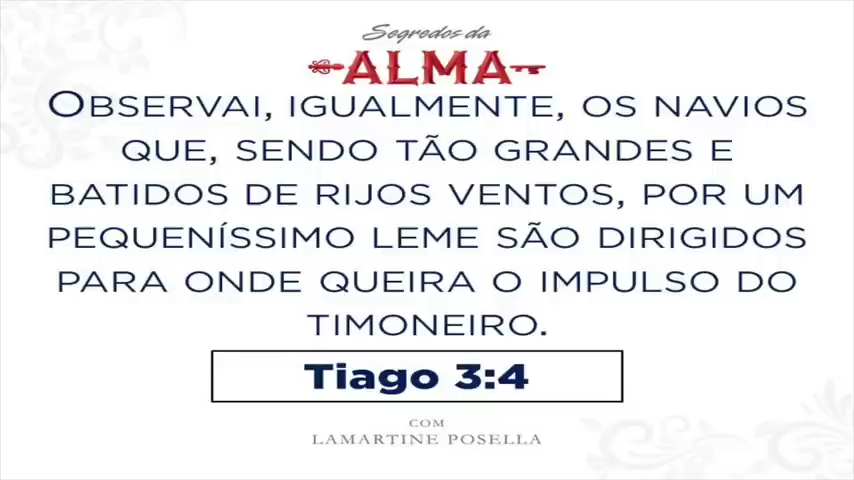 Segredos da
ALMA
OBSERVAI, IGUALMENTE, OS NAVIOS
QUE, SENDO TÃO GRANDES E
BATIDOS DE RIJOS VENTOS, POR UM
PEQUENÍSSIMO LEME SÃO DIRIGIDOS
PARA ONDE QUEIRA O IMPULSO DO
TIMONEIRO.
Tiago 3:4
COM
LAMARTINE POSELLA